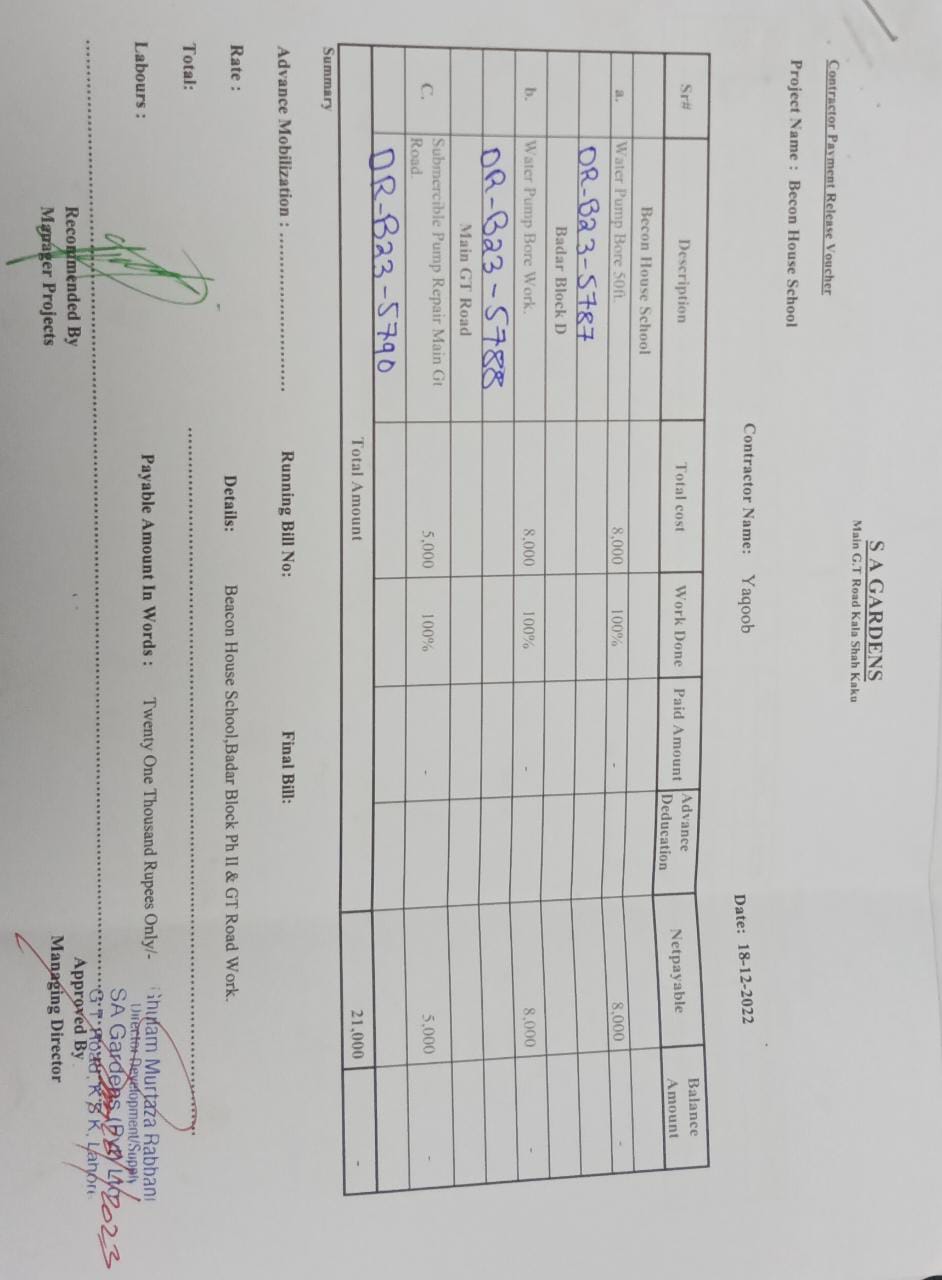 S A GARDENS
Main G.T Road Kala Shah Kaku
Contractor Payment Release Voucher
Project Name : Becon House School
Contractor Name: Yaqoob
Date: 18-12-2022
Sr# Description Total cost Work Done Paid Amount Advance Deducation Netpayable Balance Amount
Becon House School
a. Water Pump Bore 50ft. 8,000 100% - 8,000 -
DR-B23-5787
Badar Block D
b. Water Pump Bore Work. 8,000 100% - 8,000 -
DR-B23-5788
Main GT Road
C. Submercible Pump Repair Main Gt Road. 5,000 100% - 5,000 -
DR-B23-5790
Total Amount 21,000 -
Summary
Advance Mobilization : ............................ Running Bill No: Final Bill:
Rate : Details: Beacon House School,Badar Block Ph II & GT Road Work.
Total:
Labours : Payable Amount In Words : Twenty One Thousand Rupees Only/-
Ghulam Murtaza Rabbani
Director Development/Supply
SA Gardens (Pvt) Ltd
G.T. Road, K.S.K, Lahore
Recommended By
Manager Projects
Approved By
Managing Director